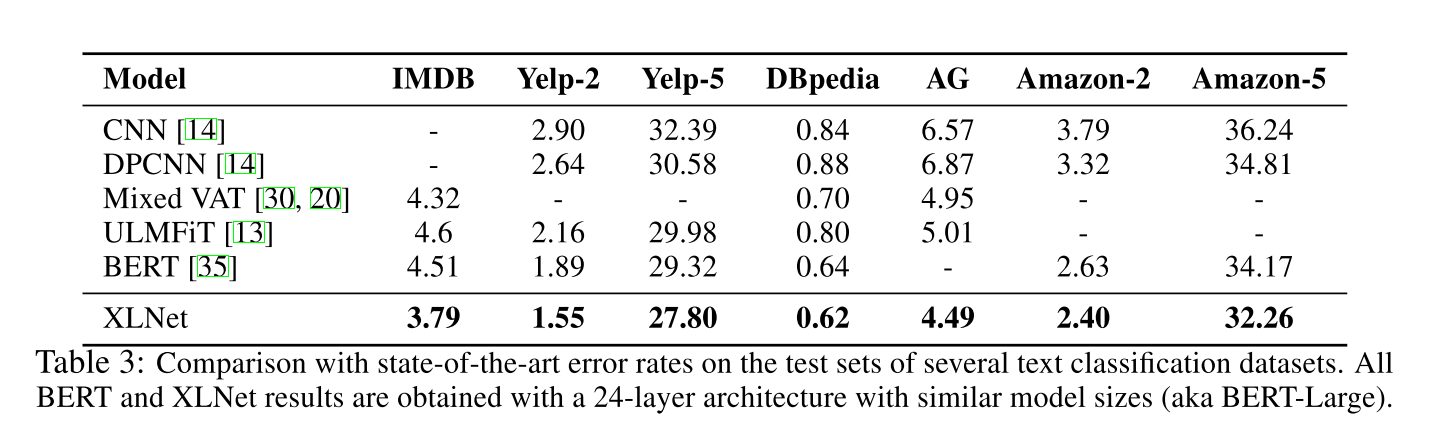 Model IMDB Yelp-2 Yelp-5 DBpedia AG Amazon-2 Amazon-5
CNN [14] - 2.90 32.39 0.84 6.57 3.79 36.24
DPCNN [14] - 2.64 30.58 0.88 6.87 3.32 34.81
Mixed VAT [30, 20] 4.32 - - 0.70 4.95 - -
ULMFiT [13] 4.6 2.16 29.98 0.80 5.01 - -
BERT [35] 4.51 1.89 29.32 0.64 - 2.63 34.17
XLNet 3.79 1.55 27.80 0.62 4.49 2.40 32.26
Table 3: Comparison with state-of-the-art error rates on the test sets of several text classification datasets. All
BERT and XLNet results are obtained with a 24-layer architecture with similar model sizes (aka BERT-Large).